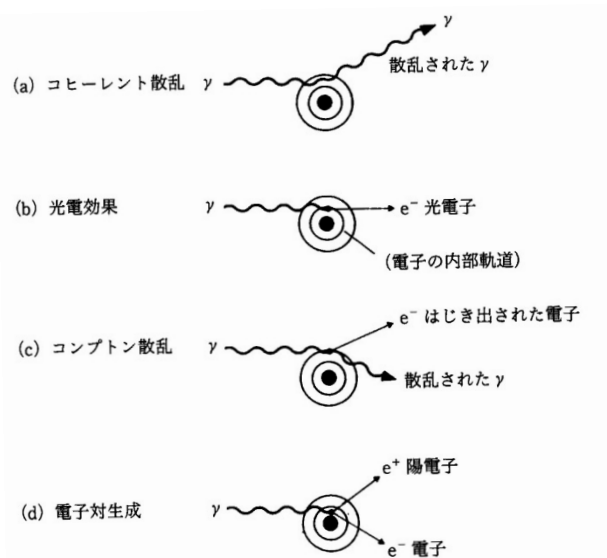 γ
散乱された γ
(a) コヒーレント散乱 γ
(b) 光電効果 γ e⁻ 光電子
(電子の内部軌道)
e⁻ はじき出された電子
(c) コンプトン散乱 γ
散乱された γ
e⁺ 陽電子
(d) 電子対生成 γ
e⁻ 電子